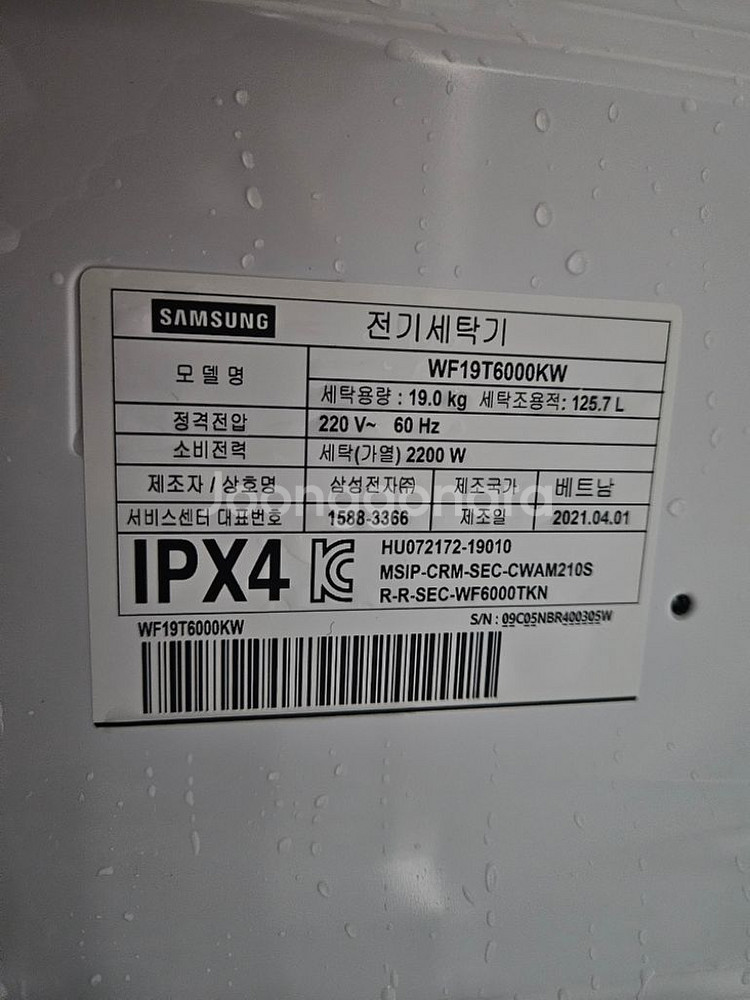 SAMSUNG 전기세탁기
모델명 WF19T6000KW
세탁용량 : 19.0 kg 세탁조용적: 125.7 L
정격전압 220 V~ 60 Hz
소비전력 세탁(가열) 2200 W
제조자 / 상호명 삼성전자㈜ 제조국가 베트남
Joonggonara
서비스센터 대표번호 1588-3366 제조일 2021.04.01
IPX4 HU072172-19010
MSIP-CRM-SEC-CWAM210S
R-R-SEC-WF6000TKN
WF19T6000KW S/N : 09C05NBR400305W